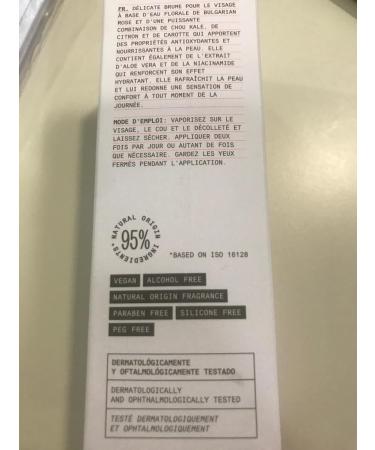 FR. DÉLICATE BRUME POUR LE VISAGE
À BASE D'EAU FLORALE DE BULGARIAN
ROSE ET D'UNE PUISSANTE
COMBINAISON DE CHOU KALE, DE
CITRON ET DE CAROTTE QUI APPORTENT
DES PROPRIÉTÉS ANTIOXYDANTES ET
NOURRISSANTES À LA PEAU. ELLE
CONTIENT ÉGALEMENT DE L'EXTRAIT
D'ALOE VERA ET DE LA NIACINAMIDE
QUI RENFORCENT SON EFFET
HYDRATANT. ELLE RAFRAÎCHIT LA PEAU
ET LUI REDONNE UNE SENSATION DE
CONFORT À TOUT MOMENT DE LA
JOURNÉE.
MODE D'EMPLOI: VAPORISEZ SUR LE
VISAGE, LE COU ET LE DÉCOLLETÉ ET
LAISSEZ SÉCHER. APPLIQUER DEUX
FOIS PAR JOUR OU AUTANT DE FOIS
QUE NÉCESSAIRE. GARDEZ LES YEUX
FERMÉS PENDANT L'APPLICATION.
NATURAL ORIGIN
95%
INGREDIENTS*
*BASED ON ISO 16128
VEGAN ALCOHOL FREE
NATURAL ORIGIN FRAGRANCE
PARABEN FREE SILICONE FREE
PEG FREE
DERMATOLÓGICAMENTE
Y OFTALMOLÓGICAMENTE TESTADO
DERMATOLOGICALLY
AND OPHTHALMOLOGICALLY TESTED
TESTÉ DERMATOLOGIQUEMENT
ET OPHTALMOLOGIQUEMENT